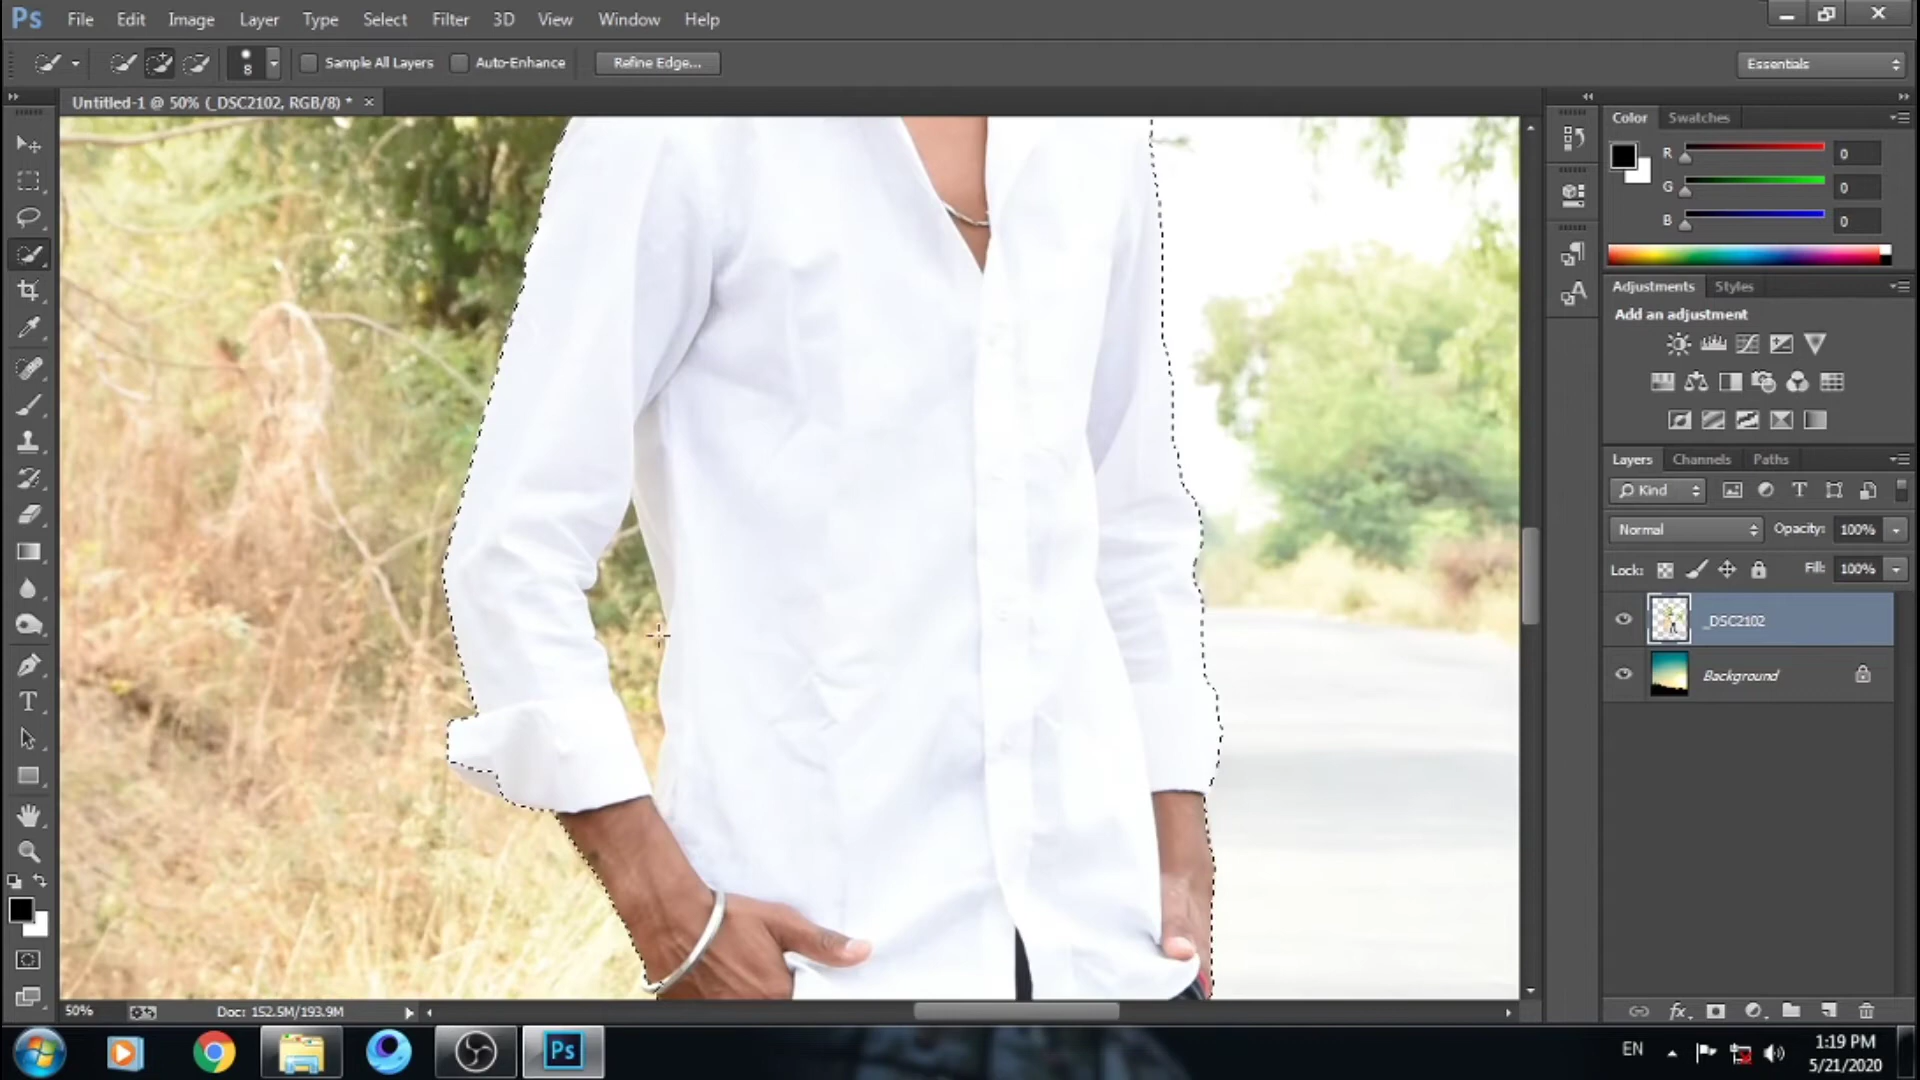 Ps File Edit Image Layer Type Select Filter 3D View Window Help
8 Sample All Layers Auto-Enhance Refine Edge... Essentials
Untitled-1 @ 50% (_DSC2102, RGB/8) * ×
Color Swatches
R 0
G 0
B 0
Adjustments Styles
Add an adjustment
Layers Channels Paths
Kind
Normal Opacity: 100%
Lock: Fill: 100%
_DSC2102
Background
50% Doc: 152.5M/193.9M
Ps EN 1:19 PM
5/21/2020